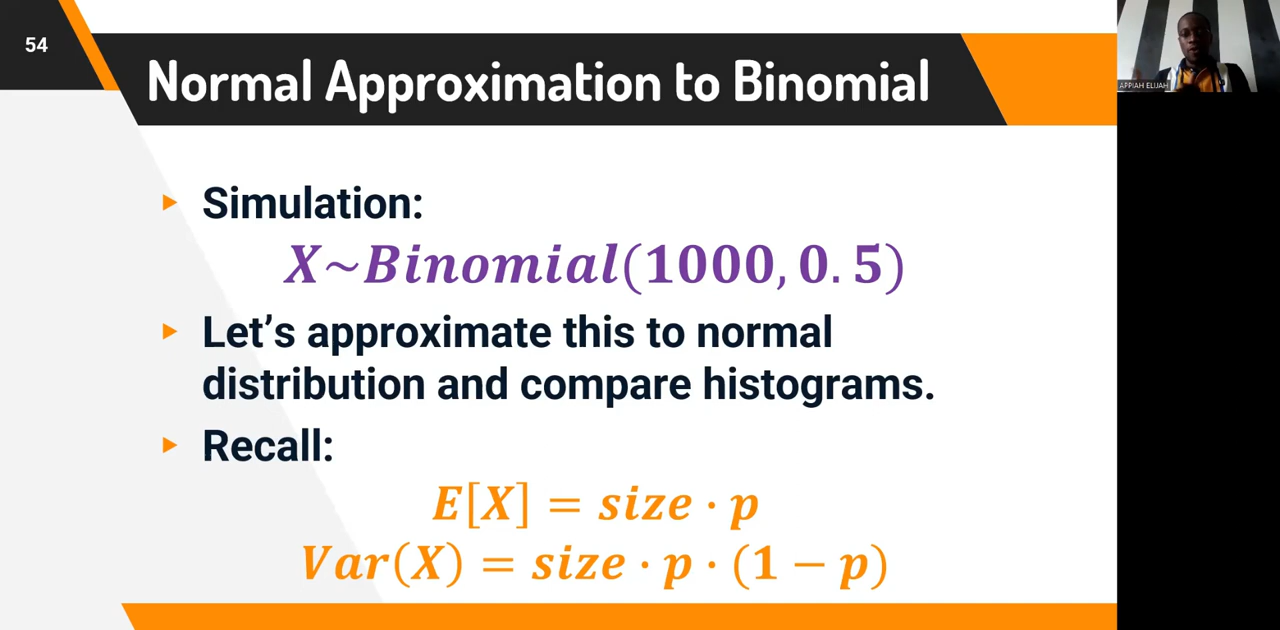 54
Normal Approximation to Binomial
APPIAH ELIJAH
▸ Simulation:
X~Binomial(1000, 0.5)
▸ Let’s approximate this to normal
distribution and compare histograms.
▸ Recall:
E[X] = size · p
Var(X) = size · p · (1 − p)